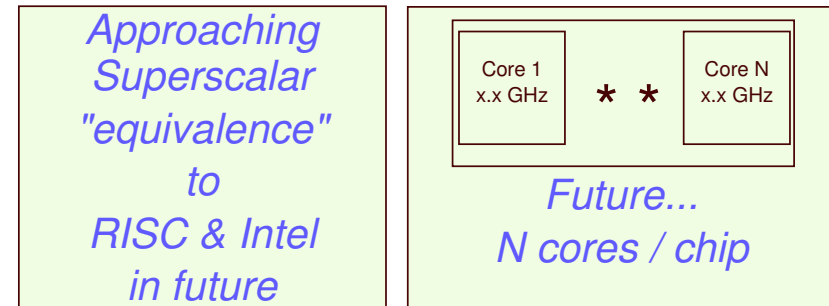 Approaching
Superscalar
"equivalence"
to
RISC & Intel
in future
Core 1
x.x GHz
* *
Core N
x.x GHz
Future...
N cores / chip